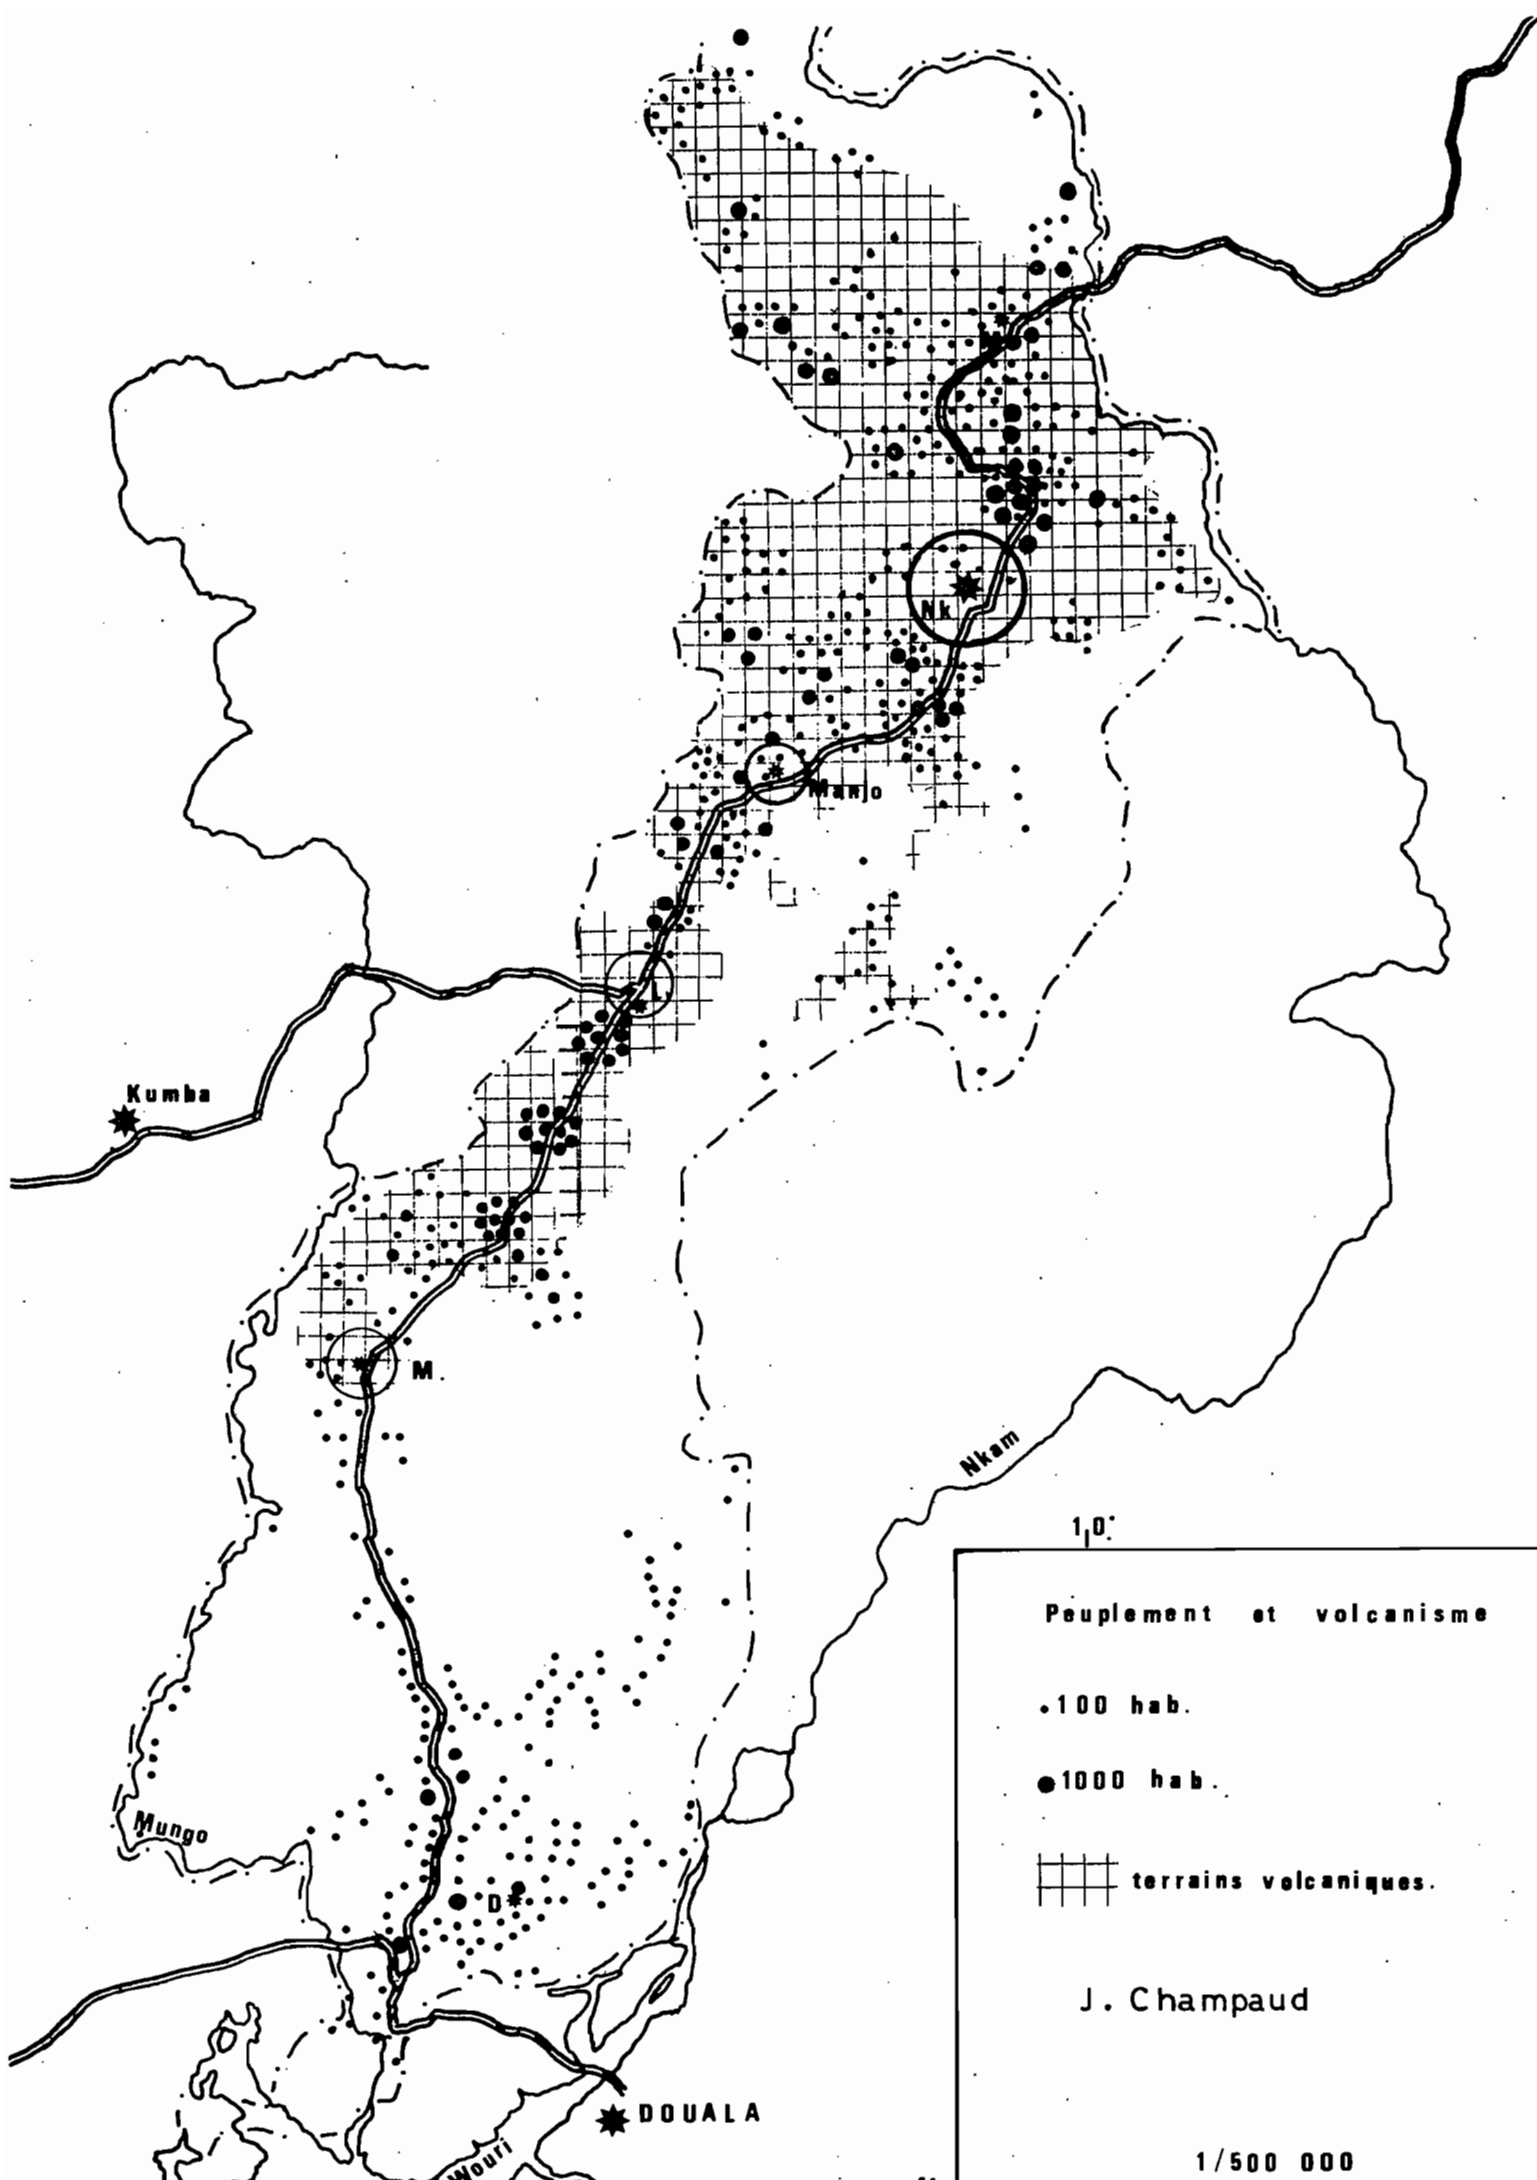 Nk
Manjo
L.
Kumba
M.
Nkam
10°
Peuplement et volcanisme
100 hab.
1000 hab.
Mungo
terrains volcaniques.
D
J. Champaud
DOUALA
Wouri
1/500 000